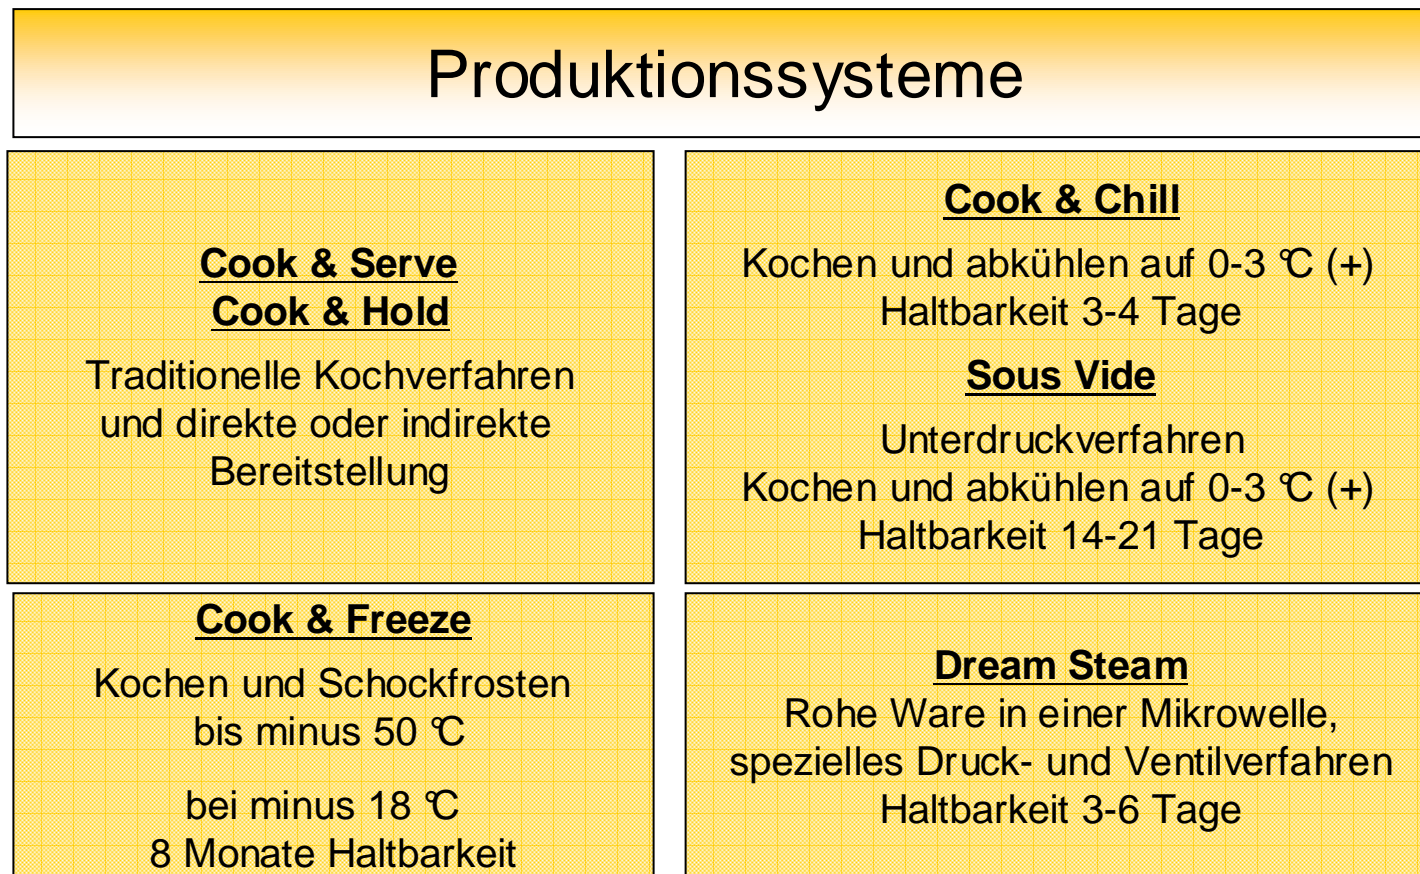 Produktionssysteme
Cook & Serve
Cook & Hold
Traditionelle Kochverfahren
und direkte oder indirekte
Bereitstellung
Cook & Chill
Kochen und abkühlen auf 0-3 °C (+)
Haltbarkeit 3-4 Tage
Sous Vide
Unterdruckverfahren
Kochen und abkühlen auf 0-3 °C (+)
Haltbarkeit 14-21 Tage
Cook & Freeze
Kochen und Schockfrosten
bis minus 50 °C
bei minus 18 °C
8 Monate Haltbarkeit
Dream Steam
Rohe Ware in einer Mikrowelle,
spezielles Druck- und Ventilverfahren
Haltbarkeit 3-6 Tage